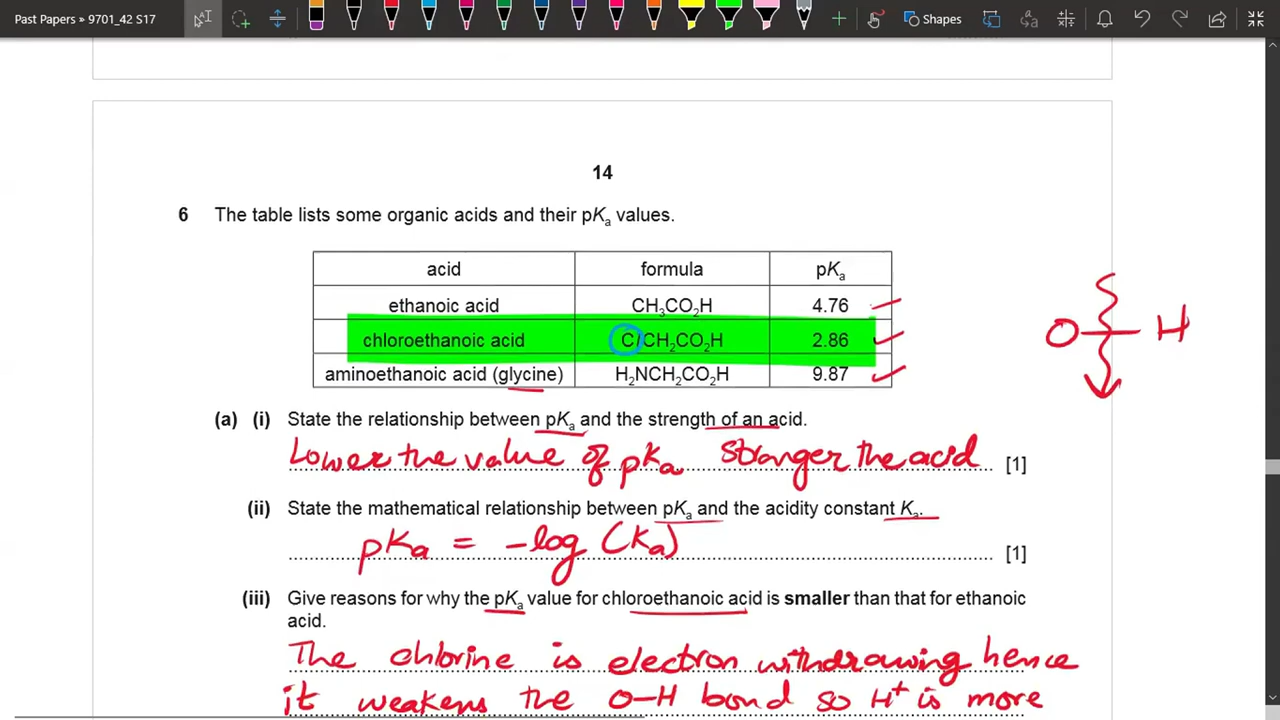 Past Papers » 9701_42 S17
Shapes
14
6 The table lists some organic acids and their pKa values.
acid formula pKa
ethanoic acid CH3CO2H 4.76
chloroethanoic acid ClCH2CO2H 2.86
aminoethanoic acid (glycine) H2NCH2CO2H 9.87
O H
(a) (i) State the relationship between pKa and the strength of an acid.
Lower the value of pKa stronger the acid [1]
(ii) State the mathematical relationship between pKa and the acidity constant Ka.
pKa = -log (Ka) [1]
(iii) Give reasons for why the pKa value for chloroethanoic acid is smaller than that for ethanoic
acid.
The chlorine is electron withdrawing hence
it weakens the O-H bond so H+ is more